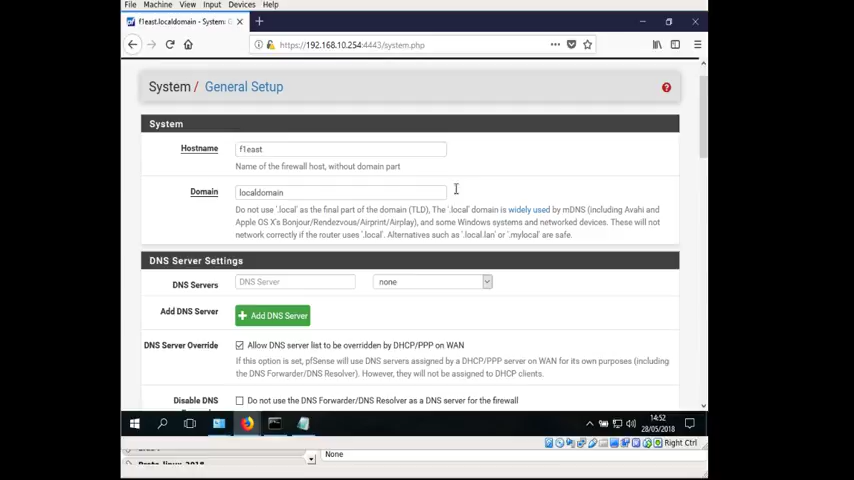 File Machine View Input Devices Help
f1east.localdomain - System: G
https://192.168.10.254:4443/system.php
System / General Setup
System
Hostname
f1east
Name of the firewall host, without domain part
Domain
localdomain
Do not use '.local' as the final part of the domain (TLD), The '.local' domain is widely used by mDNS (including Avahi and
Apple OS X's Bonjour/Rendezvous/Airprint/Airplay), and some Windows systems and networked devices. These will not
network correctly if the router uses '.local'. Alternatives such as '.local.lan' or '.mylocal' are safe.
DNS Server Settings
DNS Servers
DNS Server
none
Add DNS Server
Add DNS Server
DNS Server Override
Allow DNS server list to be overridden by DHCP/PPP on WAN
If this option is set, pfSense will use DNS servers assigned by a DHCP/PPP server on WAN for its own purposes (including
the DNS Forwarder/DNS Resolver). However, they will not be assigned to DHCP clients.
Disable DNS
Do not use the DNS Forwarder/DNS Resolver as a DNS server for the firewall
14:52
28/05/2018
Right Ctrl
None